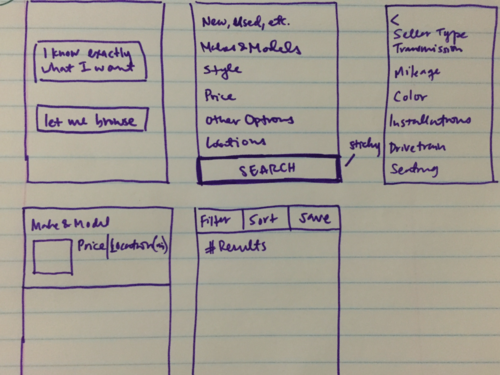 I know exactly
what I want
let me browse
New, Used, etc.
Makes & Models
Style
Price
Other Options
Locations
SEARCH
sticky
<
Seller Type
Transmission
Mileage
Color
Installations
Drivetrain
Seating
Make & Model
Price Location(s)
Filter Sort Save
# Results